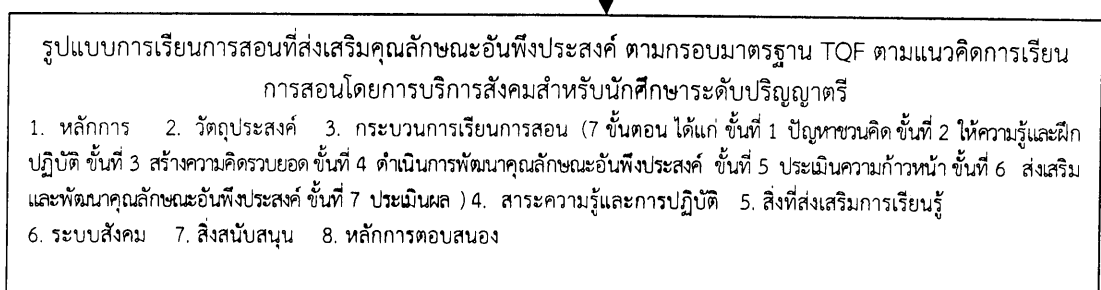 รูปแบบการเรียนการสอนที่ส่งเสริมคุณลักษณะอันพึงประสงค์ ตามกรอบมาตรฐาน TQF ตามแนวคิดการเรียน
การสอนโดยการบริการสังคมสำหรับนักศึกษาระดับปริญญาตรี
1. หลักการ 2. วัตถุประสงค์ 3. กระบวนการเรียนการสอน (7 ขั้นตอน ได้แก่ ขั้นที่ 1 ปัญหาชวนคิด ขั้นที่ 2 ให้ความรู้และฝึก
ปฏิบัติ ขั้นที่ 3 สร้างความคิดรวบยอด ขั้นที่ 4 ดำเนินการพัฒนาคุณลักษณะอันพึงประสงค์ ขั้นที่ 5 ประเมินความก้าวหน้า ขั้นที่ 6 ส่งเสริม
และพัฒนาคุณลักษณะอันพึงประสงค์ ขั้นที่ 7 ประเมินผล ) 4. สาระความรู้และการปฏิบัติ 5. สิ่งที่ส่งเสริมการเรียนรู้
6. ระบบสังคม 7. สิ่งสนับสนุน 8. หลักการตอบสนอง